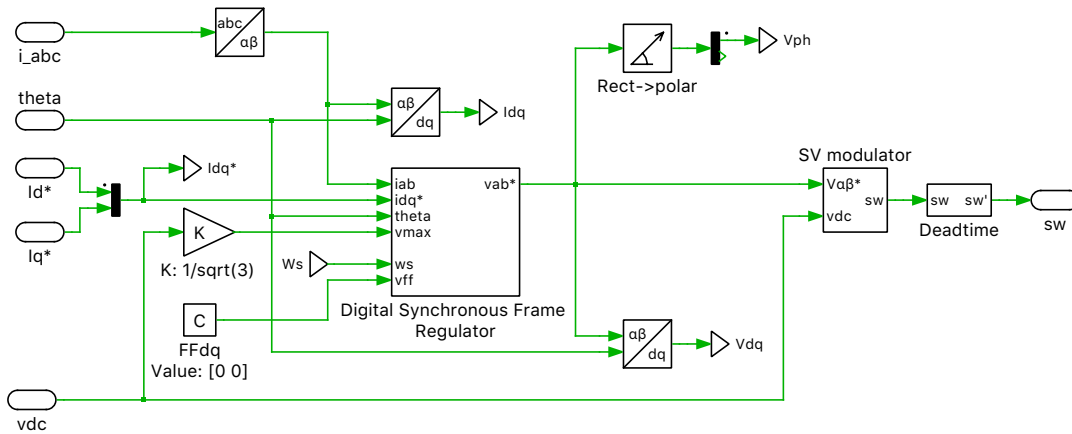 i_abc
abc
αβ
Rect->polar
Vph
theta
αβ
dq
Idq
Id*
Idq*
Iq*
K
K: 1/sqrt(3)
Ws
iab
idq*
theta
vmax
ws
vff
vab*
Digital Synchronous Frame
Regulator
SV modulator
Vαβ*
vdc
sw
sw
sw'
Deadtime
sw
C
FFdq
Value: [0 0]
αβ
dq
Vdq
vdc